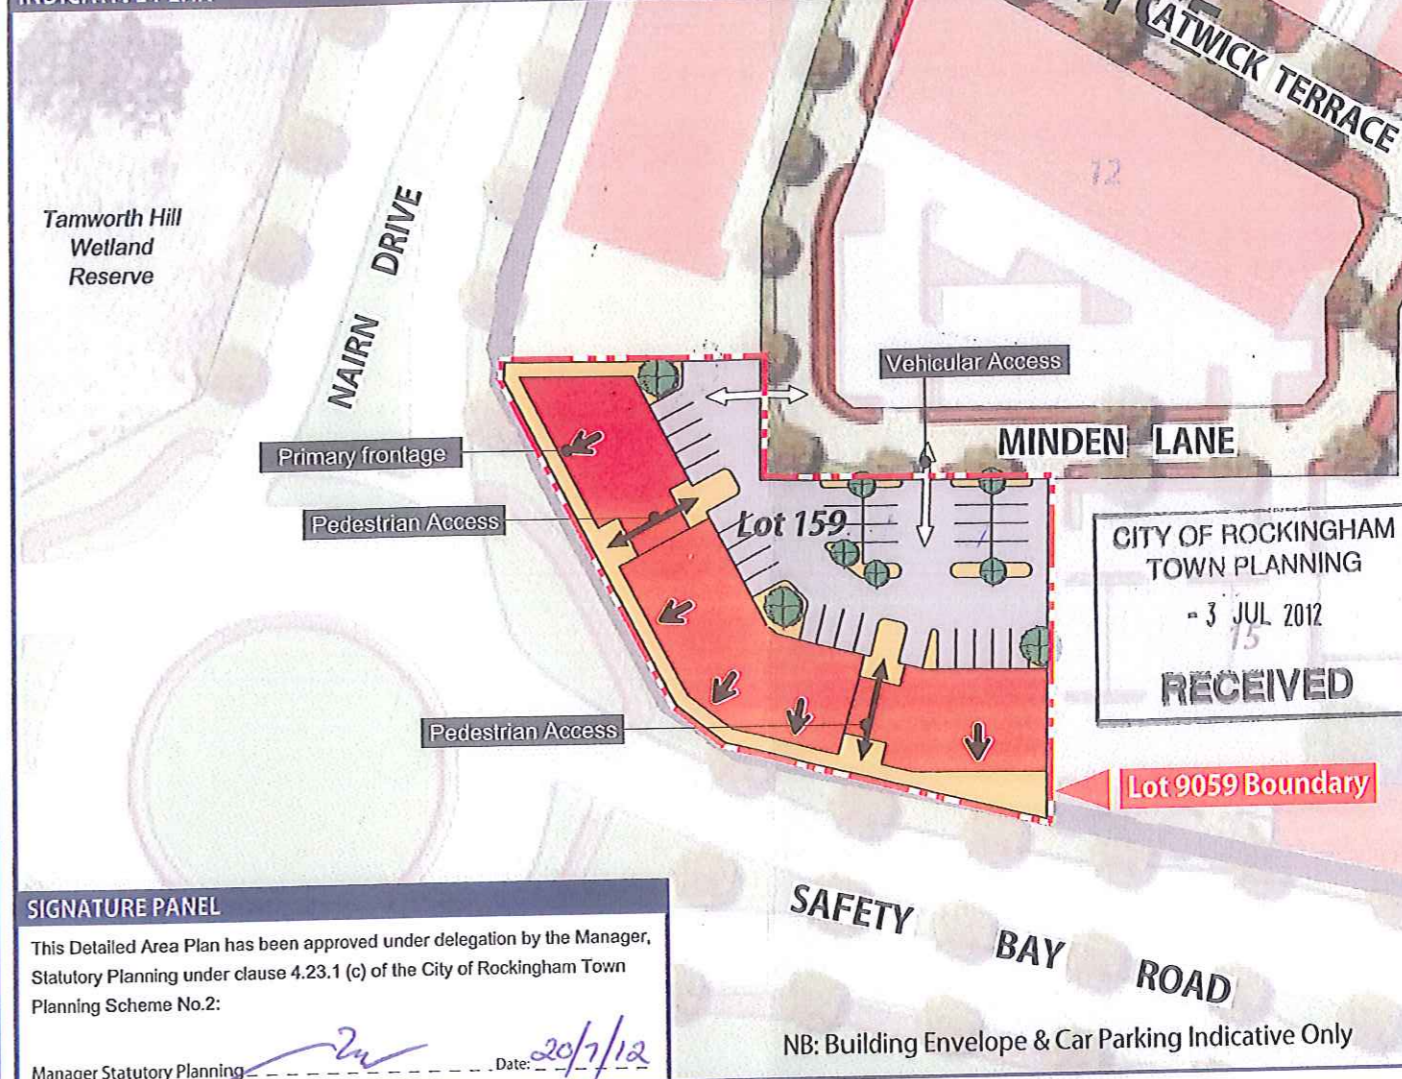 CATWICK TERRACE
12
Tamworth Hill
Wetland
Reserve
NAIRN DRIVE
Vehicular Access
MINDEN LANE
Primary frontage
Pedestrian Access
Lot 159
CITY OF ROCKINGHAM
TOWN PLANNING
- 3 JUL 2012
15
RECEIVED
Pedestrian Access
Lot 9059 Boundary
SAFETY BAY ROAD
SIGNATURE PANEL
This Detailed Area Plan has been approved under delegation by the Manager,
Statutory Planning under clause 4.23.1 (c) of the City of Rockingham Town
Planning Scheme No.2:
Manager Statutory Planning
Date: 20/7/12
NB: Building Envelope & Car Parking Indicative Only